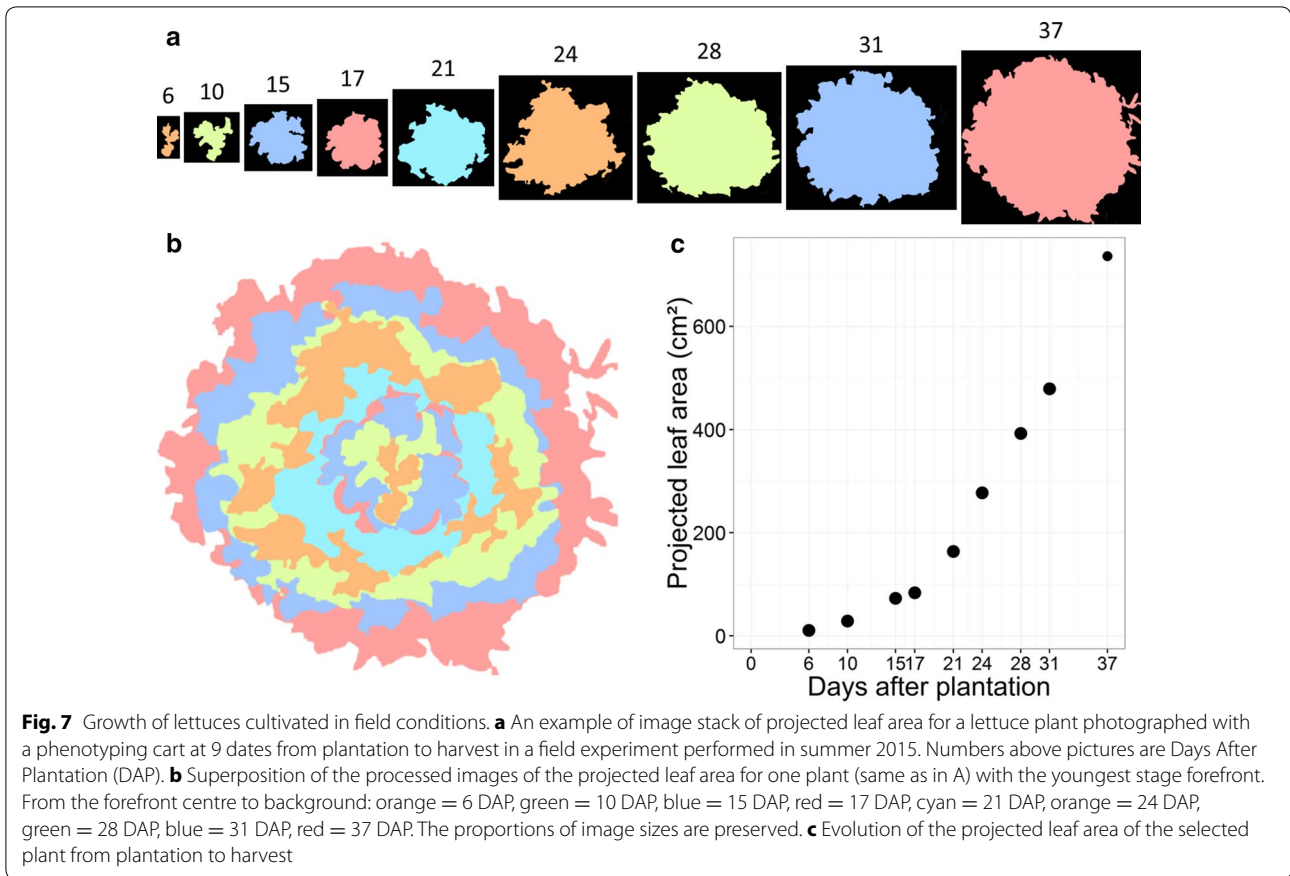 a
6
10
15
17
21
24
28
31
37
b
c
Projected leaf area (cm²)
600
400
200
0
0 6 10 15 17 21 24 28 31 37
Days after plantation
Fig. 7 Growth of lettuces cultivated in field conditions. a An example of image stack of projected leaf area for a lettuce plant photographed with
a phenotyping cart at 9 dates from plantation to harvest in a field experiment performed in summer 2015. Numbers above pictures are Days After
Plantation (DAP). b Superposition of the processed images of the projected leaf area for one plant (same as in A) with the youngest stage forefront.
From the forefront centre to background: orange = 6 DAP, green = 10 DAP, blue = 15 DAP, red = 17 DAP, cyan = 21 DAP, orange = 24 DAP,
green = 28 DAP, blue = 31 DAP, red = 37 DAP. The proportions of image sizes are preserved. c Evolution of the projected leaf area of the selected
plant from plantation to harvest